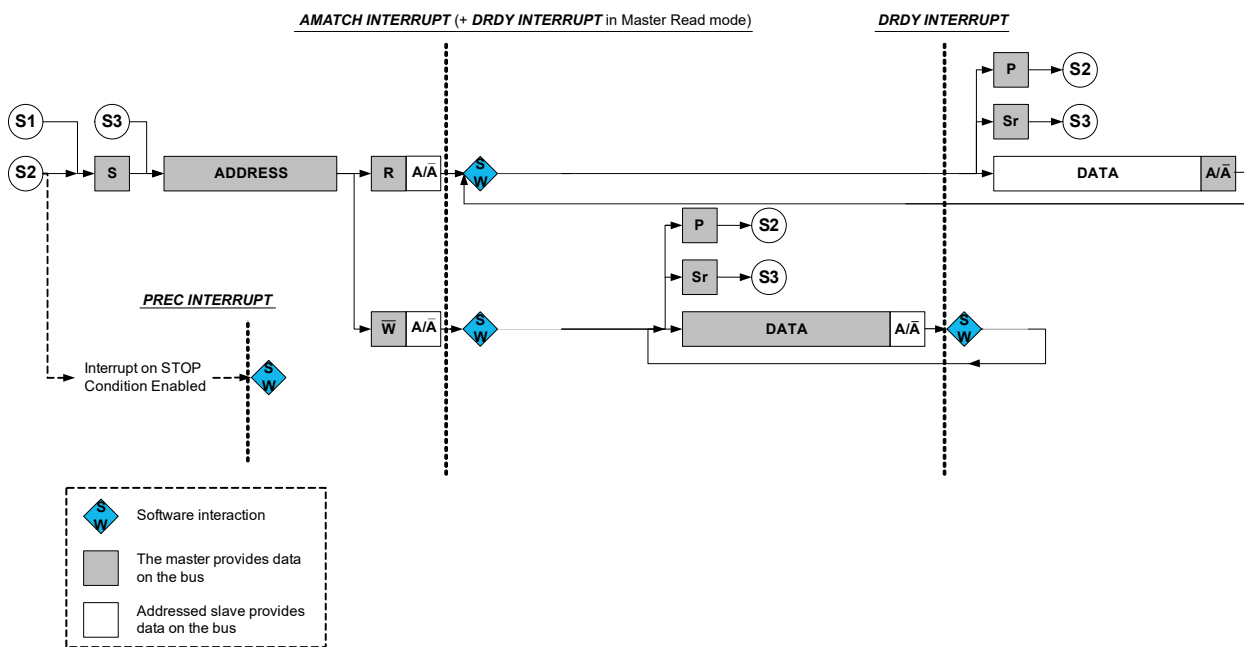 AMATCH INTERRUPT (+ DRDY INTERRUPT in Master Read mode)
DRDY INTERRUPT
P
S2
S1
S3
Sr
S3
S2
S
ADDRESS
R
A/A̅
S
W
DATA
A/A̅
P
S2
Sr
S3
PREC INTERRUPT
W̅
A/A̅
S
W
DATA
A/A̅
S
W
Interrupt on STOP
Condition Enabled
S
W
S
W
Software interaction
The master provides data
on the bus
Addressed slave provides
data on the bus